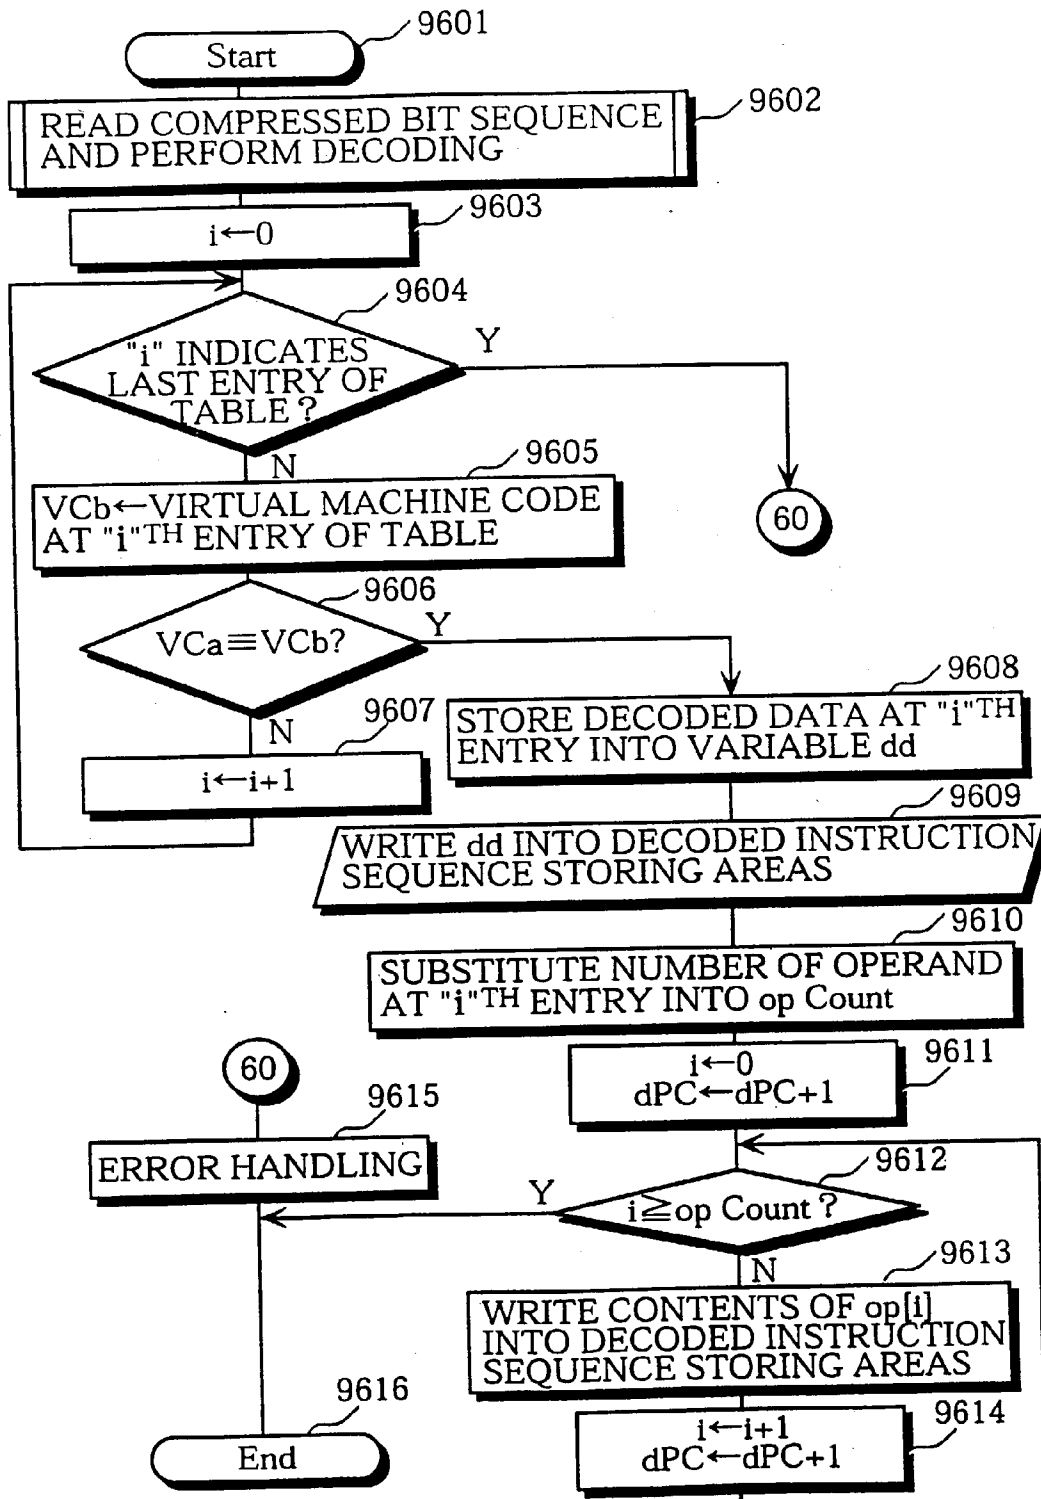 9601
Start
9602
READ COMPRESSED BIT SEQUENCE
AND PERFORM DECODING
9603
i←0
9604
"i" INDICATES
LAST ENTRY OF
TABLE ?
Y
N
9605
VCb←VIRTUAL MACHINE CODE
AT "i"TH ENTRY OF TABLE
60
9606
VCa≡VCb?
Y
N
9607
i←i+1
9608
STORE DECODED DATA AT "i"TH
ENTRY INTO VARIABLE dd
9609
WRITE dd INTO DECODED INSTRUCTION
SEQUENCE STORING AREAS
9610
SUBSTITUTE NUMBER OF OPERAND
AT "i"TH ENTRY INTO op Count
9611
i←0
dPC←dPC+1
60
9615
ERROR HANDLING
9612
i≧op Count ?
Y
N
9613
WRITE CONTENTS OF op[i]
INTO DECODED INSTRUCTION
SEQUENCE STORING AREAS
9614
i←i+1
dPC←dPC+1
9616
End